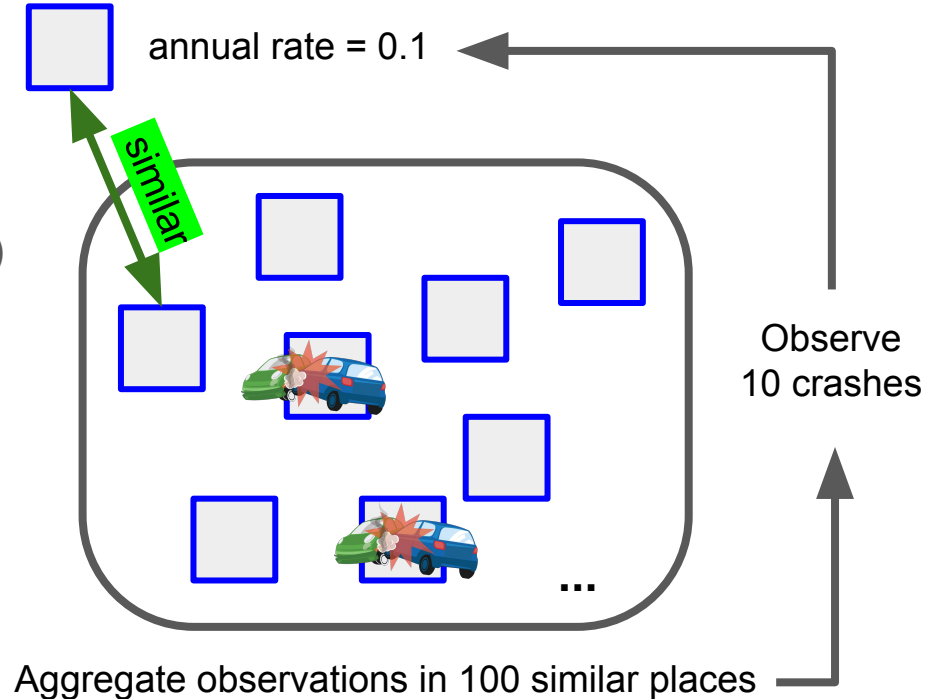 annual rate = 0.1
similar
Observe
10 crashes
...
Aggregate observations in 100 similar places